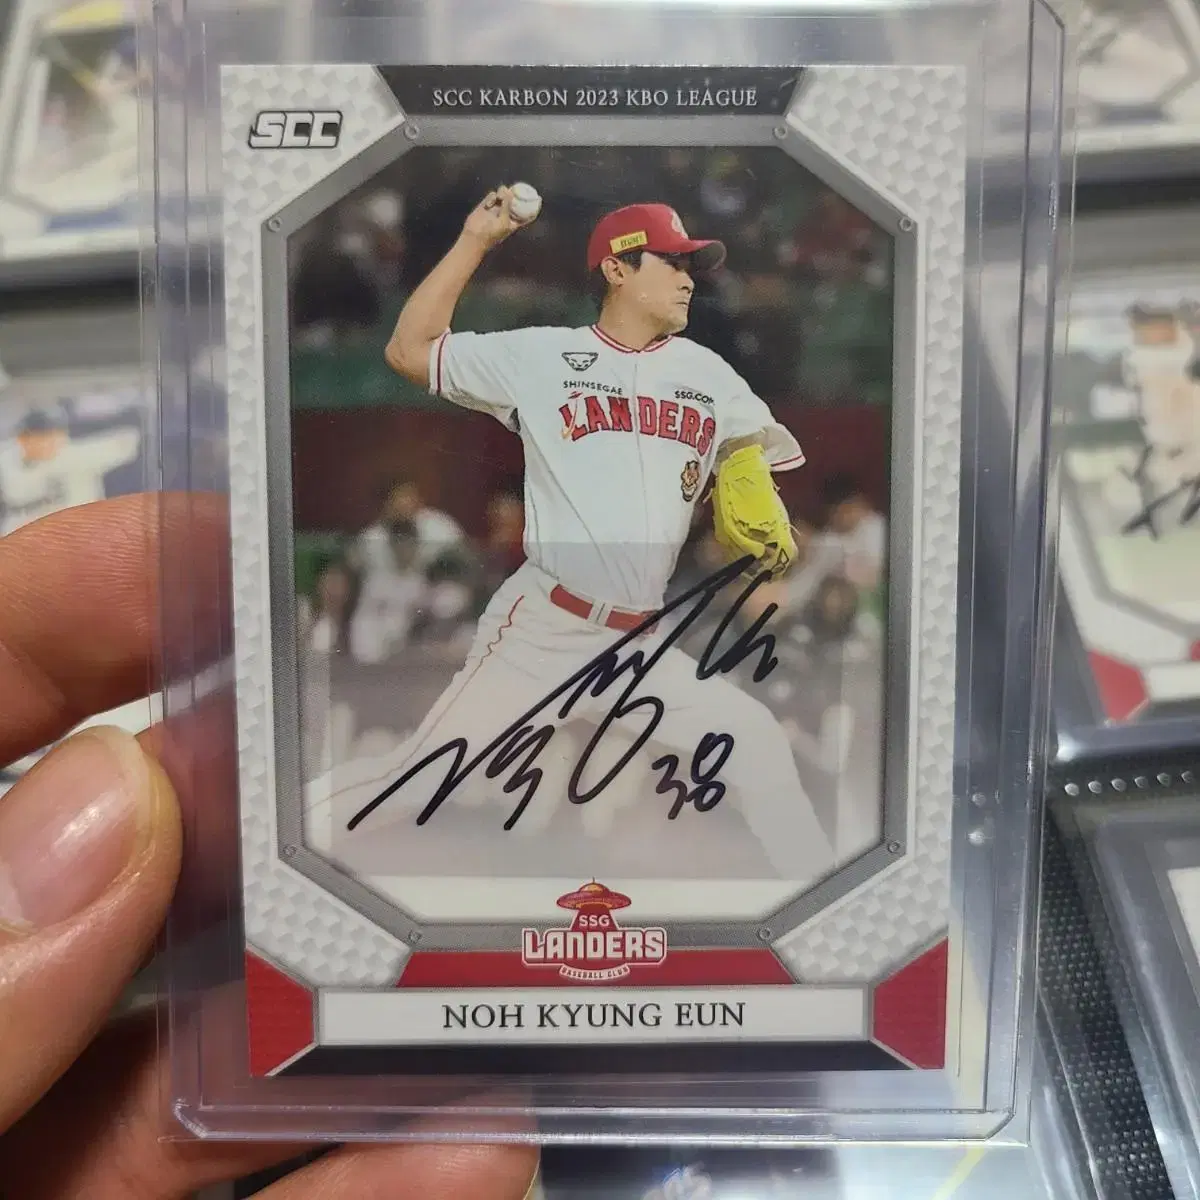 SCC KARBON 2023 KBO LEAGUE
SCC
SHINSEGAE
SSG.COM
LANDERS
38
SSG
LANDERS
BASEBALL CLUB
NOH KYUNG EUN